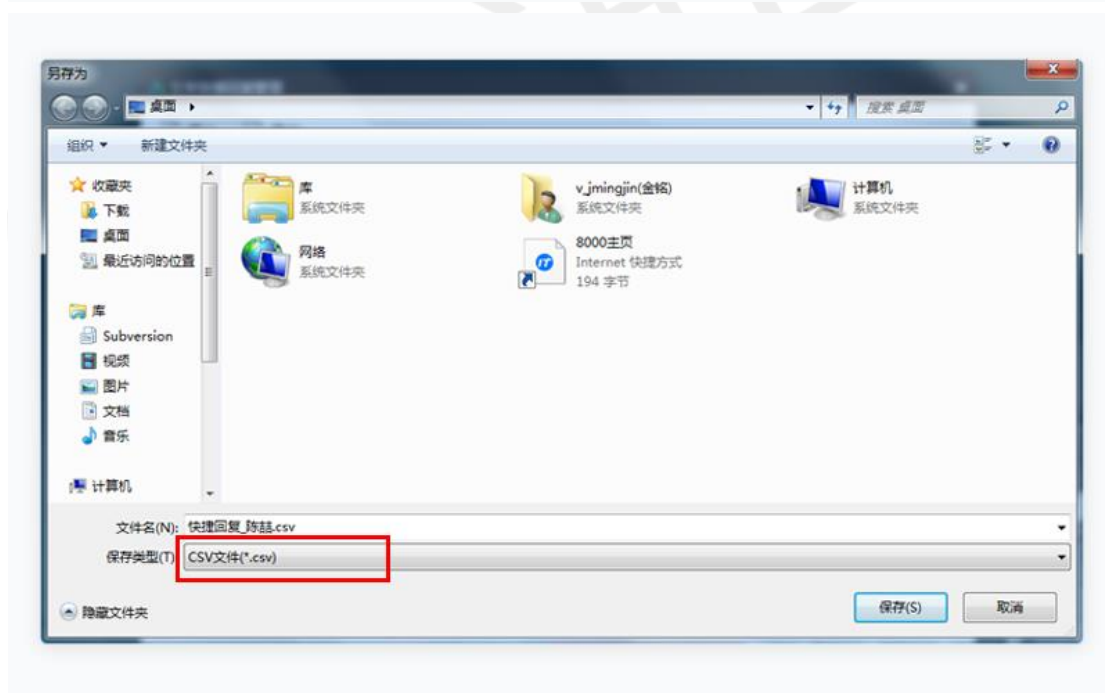 另存为
桌面
搜索 桌面
组织
新建文件夹
收藏夹
下载
桌面
最近访问的位置
库
Subversion
视频
图片
文档
音乐
计算机
库
系统文件夹
v_jmingjin(金铭)
系统文件夹
计算机
系统文件夹
网络
系统文件夹
8000主页
Internet 快捷方式
194 字节
文件名(N): 快捷回复_陈喆.csv
保存类型(T) CSV文件(*.csv)
隐藏文件夹
保存(S)
取消